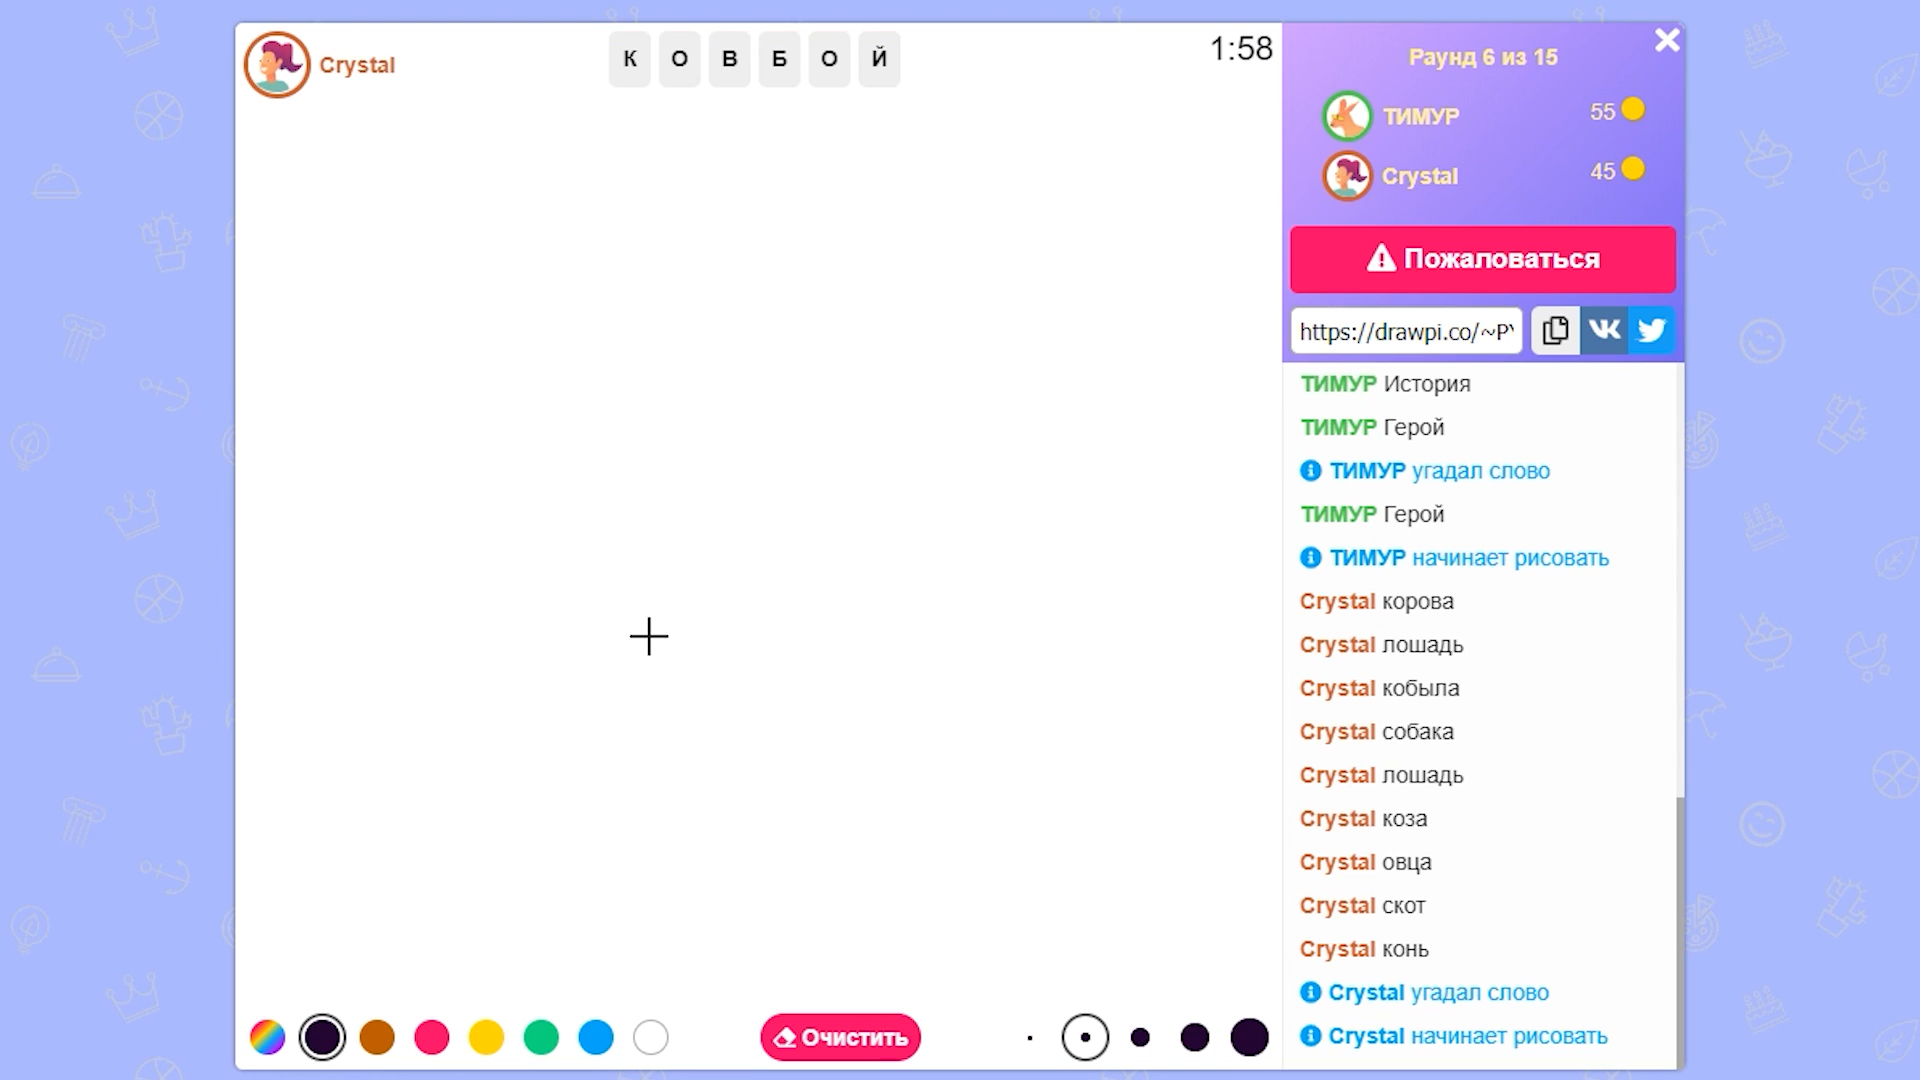 Crystal
КОВБОЙ
1:58
Раунд 6 из 15
ТИМУР 55
Crystal 45
Пожаловаться
https://drawpi.co/~P
ТИМУР История
ТИМУР Герой
ТИМУР угадал слово
ТИМУР Герой
ТИМУР начинает рисовать
Crystal корова
Crystal лошадь
Crystal кобыла
Crystal собака
Crystal лошадь
Crystal коза
Crystal овца
Crystal скот
Crystal конь
Crystal угадал слово
Crystal начинает рисовать
Очистить